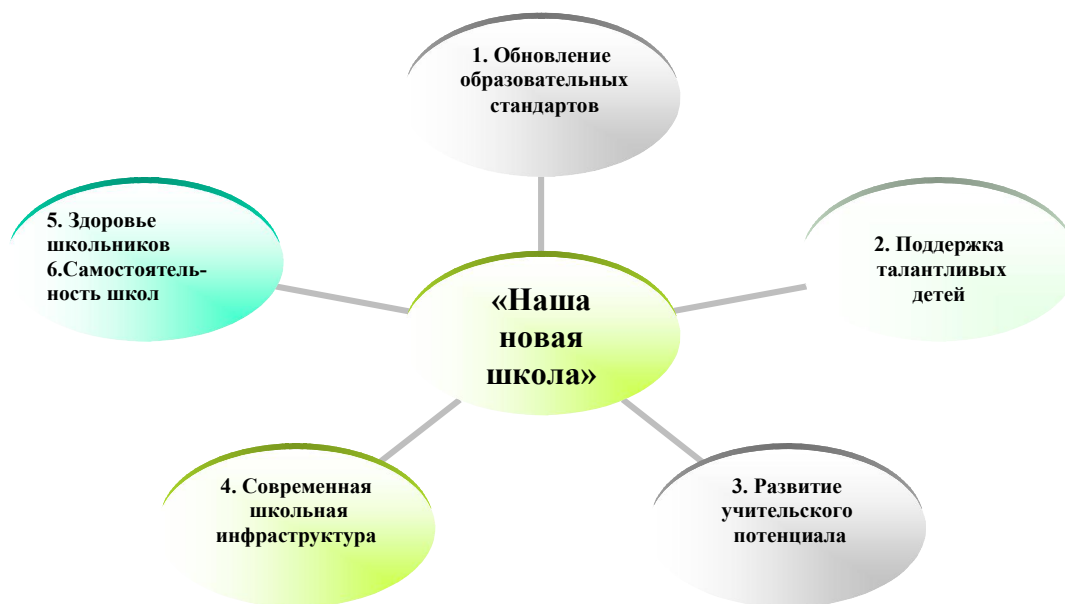 1. Обновление
образовательных
стандартов
2. Поддержка
талантливых
детей
3. Развитие
учительского
потенциала
4. Современная
школьная
инфраструктура
5. Здоровье
школьников
6.Самостоятель-
ность школ
«Наша
новая
школа»